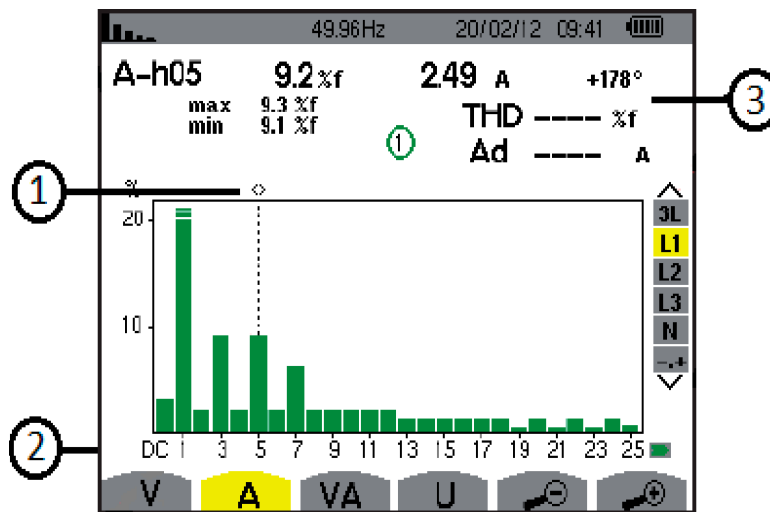 49.96Hz 20/02/12 09:41
A-h05 9.2 %f 2.49 A +178°
max 9.3 %f
min 9.1 %f
THD ---- %f
Ad ---- A
1
3
1
2
%
20
10
DC 1 3 5 7 9 11 13 15 17 19 21 23 25
3L
L1
L2
L3
N
-.+
V A VA U